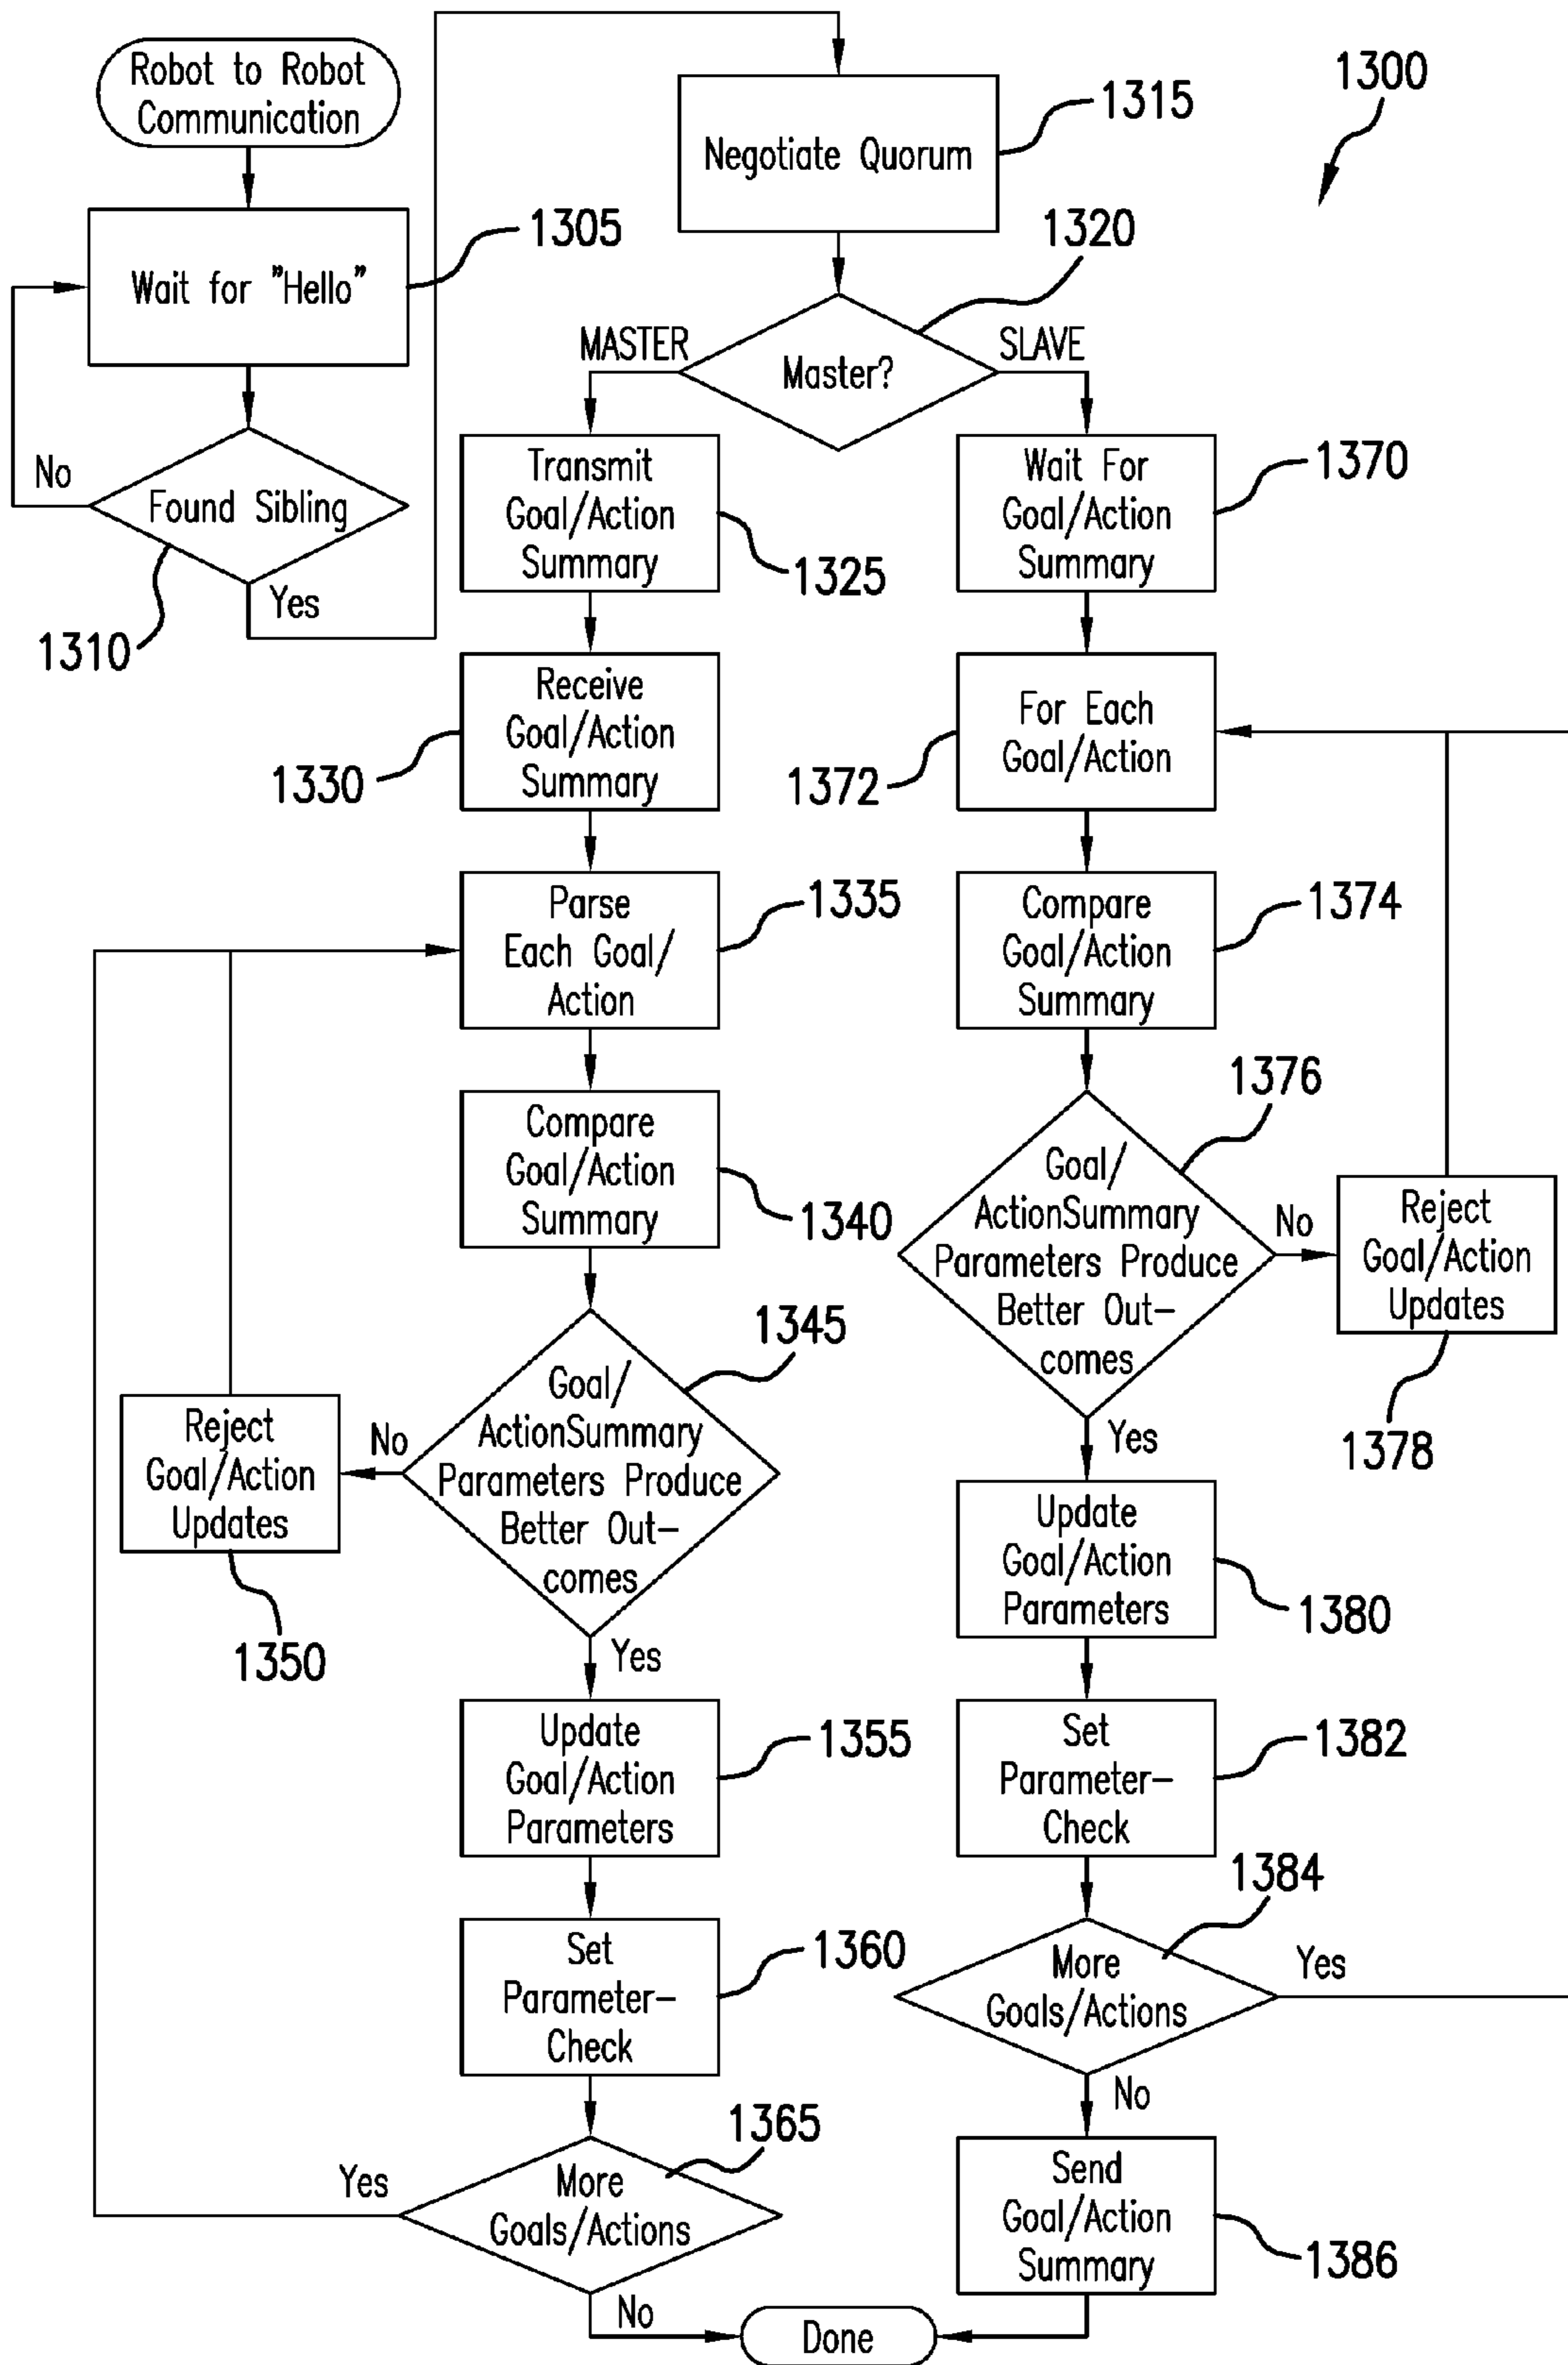 Robot to Robot
Communication
Wait for "Hello"
1305
No
Found Sibling
Yes
1310
1300
Negotiate Quorum
1315
1320
MASTER
Master?
SLAVE
Transmit
Goal/Action
Summary
1325
Receive
Goal/Action
Summary
1330
Parse
Each Goal/
Action
1335
Compare
Goal/Action
Summary
1340
1345
Goal/
ActionSummary
Parameters Produce
Better Out-
comes
No
Reject
Goal/Action
Updates
1350
Yes
Update
Goal/Action
Parameters
1355
Set
Parameter-
Check
1360
1365
Yes
More
Goals/Actions
No
Wait For
Goal/Action
Summary
1370
For Each
Goal/Action
1372
Compare
Goal/Action
Summary
1374
1376
Goal/
ActionSummary
Parameters Produce
Better Out-
comes
No
Reject
Goal/Action
Updates
1378
Yes
Update
Goal/Action
Parameters
1380
Set
Parameter-
Check
1382
1384
More
Goals/Actions
Yes
No
Send
Goal/Action
Summary
1386
Done